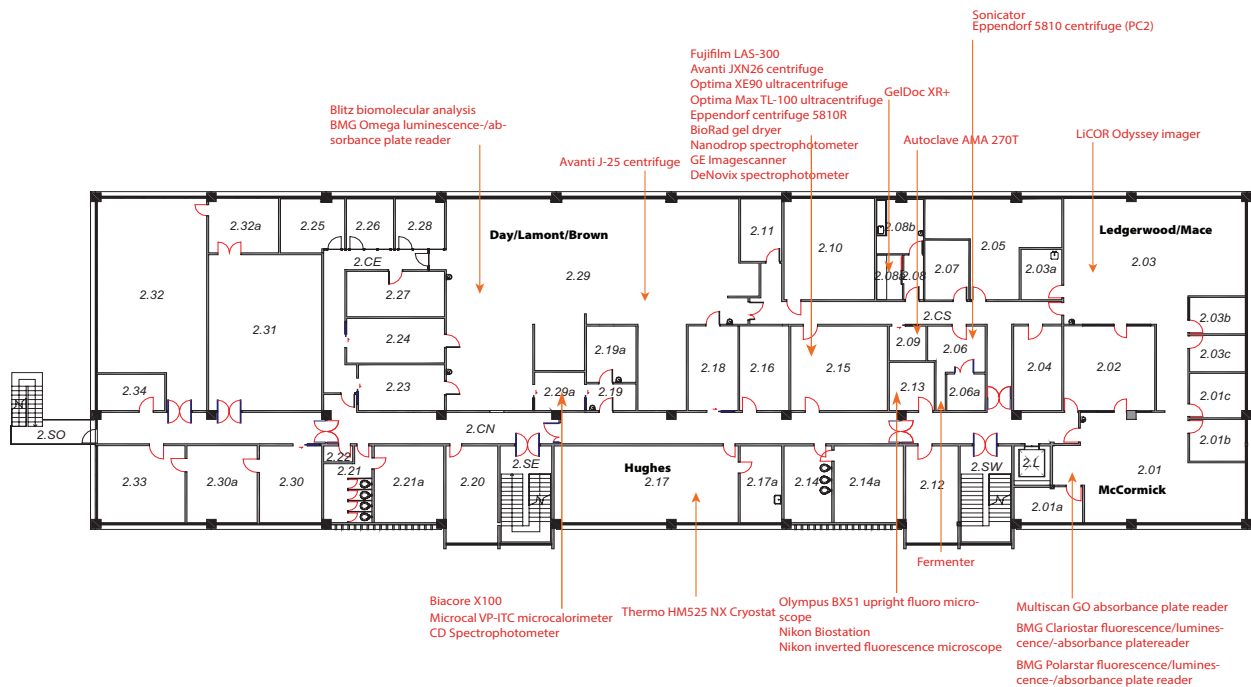 Sonicator
Eppendorf 5810 centrifuge (PC2)
Fujifilm LAS-300
Avanti JXN26 centrifuge
Optima XE90 ultracentrifuge
Optima Max TL-100 ultracentrifuge
Eppendorf centrifuge 5810R
BioRad gel dryer
Nanodrop spectrophotometer
GE Imagescanner
DeNovix spectrophotometer
GelDoc XR+
Autoclave AMA 270T
LiCOR Odyssey imager
Blitz biomolecular analysis
BMG Omega luminescence-/ab-
sorbance plate reader
Avanti J-25 centrifuge
2.32a
2.25
2.26
2.28
Day/Lamont/Brown
2.11
2.10
2.08b
2.05
Ledgerwood/Mace
2.32
2.CE
2.27
2.29
2.08a
2.08
2.07
2.03a
2.03
2.31
2.24
2.CS
2.03b
2.19a
2.18
2.16
2.15
2.09
2.06
2.04
2.02
2.03c
2.34
2.23
2.29a
2.19
2.13
2.06a
2.01c
2.SO
2.CN
2.01b
2.33
2.30a
2.30
2.22
2.21
2.21a
2.20
2.SE
Hughes
2.17
2.17a
2.14
2.14a
2.12
2.SW
2.L
2.01
McCormick
2.01a
Fermenter
Biacore X100
Microcal VP-ITC microcalorimeter
CD Spectrophotometer
Thermo HM525 NX Cryostat
Olympus BX51 upright fluoro micro-
scope
Nikon Biostation
Nikon inverted fluorescence microscope
Multiscan GO absorbance plate reader
BMG Clariostar fluorescence/lumines-
cence/-absorbance platereader
BMG Polarstar fluorescence/lumines-
cence-/absorbance plate reader